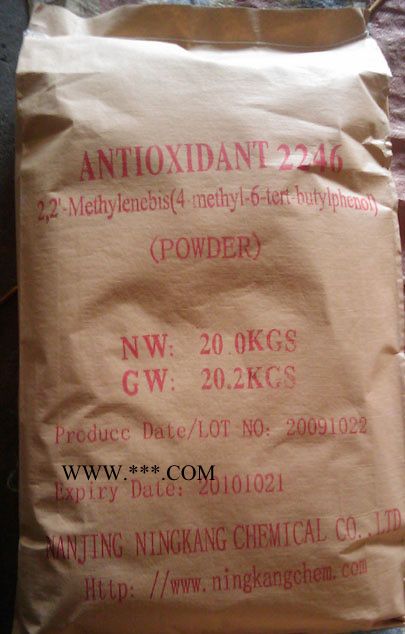 ANTIOXIDANT 2246
2,2'-Methylenebis(4-methyl-6-tert-butylphenol)
(POWDER)
NW: 20.0KGS
GW: 20.2KGS
Producc Date/LOT NO: 20091022
WWW.***.COM
Expiry Date: 20101021
NANJING NINGKANG CHEMICAL CO.,LTD
Http: //www.ningkangchem.com